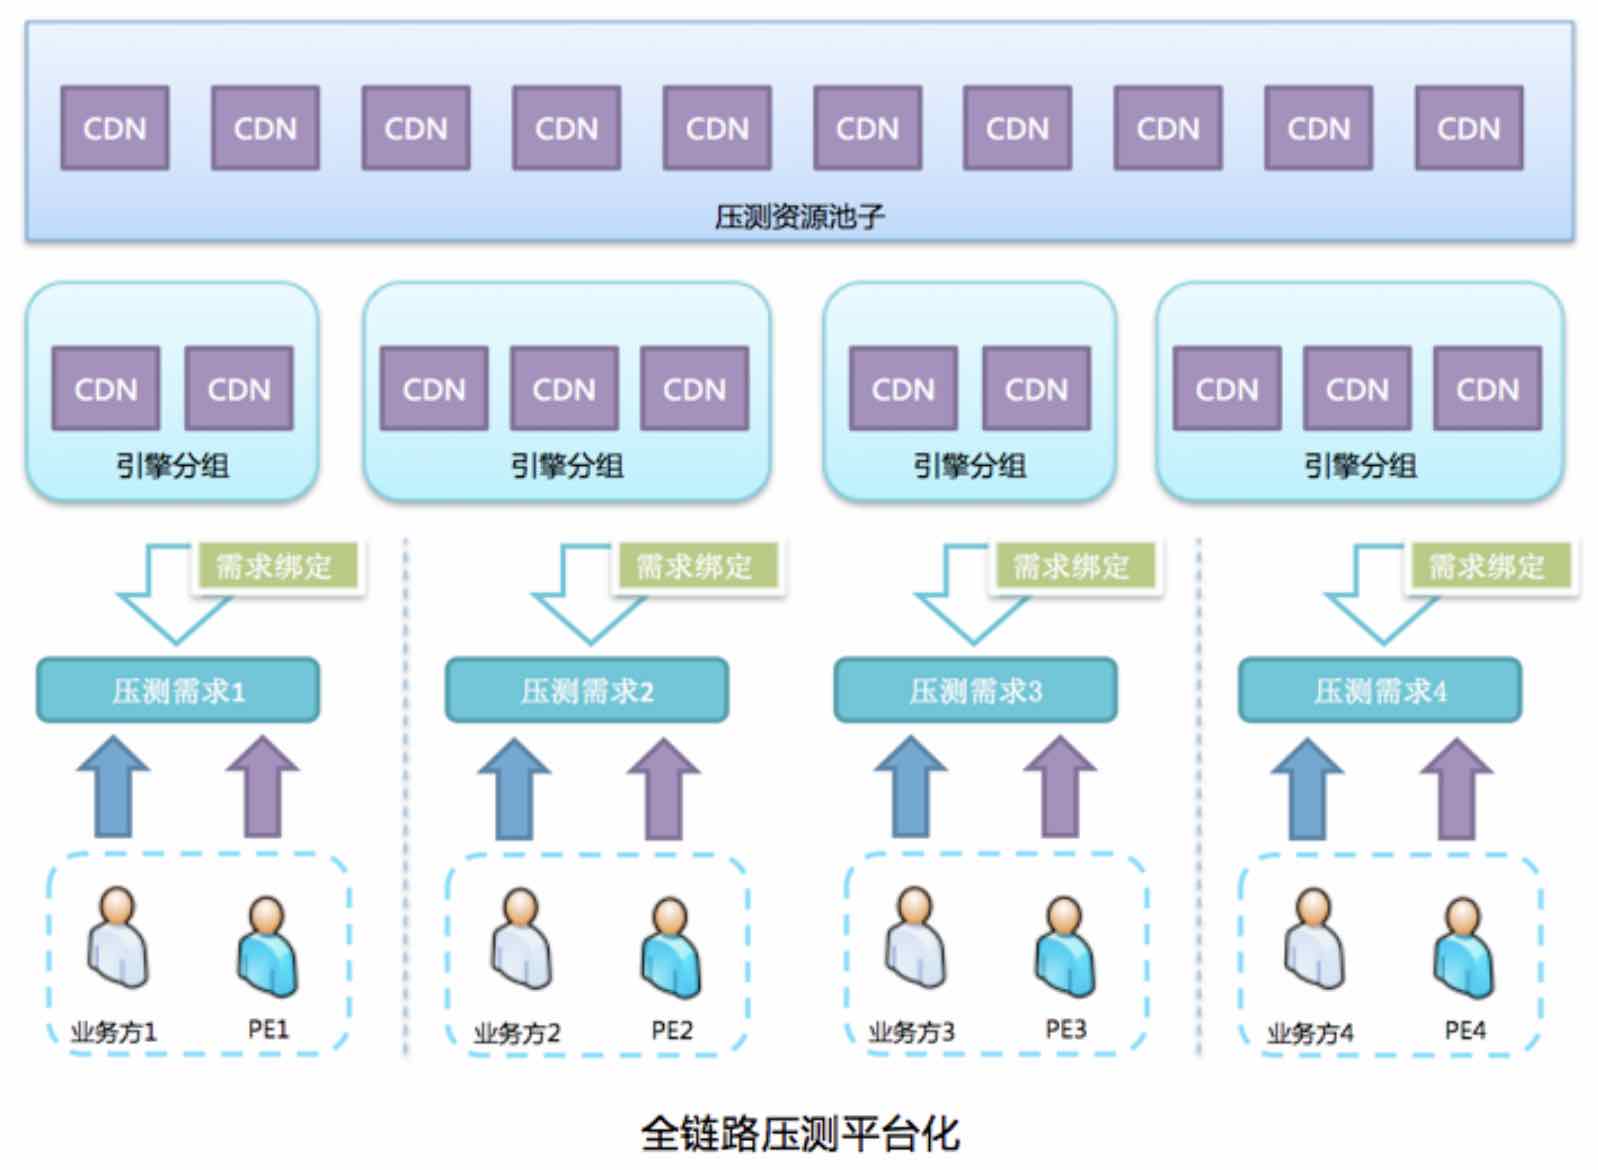 CDN CDN CDN CDN CDN CDN CDN CDN CDN CDN
压测资源池子
CDN CDN CDN CDN CDN CDN CDN CDN CDN CDN
引擎分组 引擎分组 引擎分组 引擎分组
需求绑定 需求绑定 需求绑定 需求绑定
压测需求1 压测需求2 压测需求3 压测需求4
业务方1 PE1 业务方2 PE2 业务方3 PE3 业务方4 PE4
全链路压测平台化